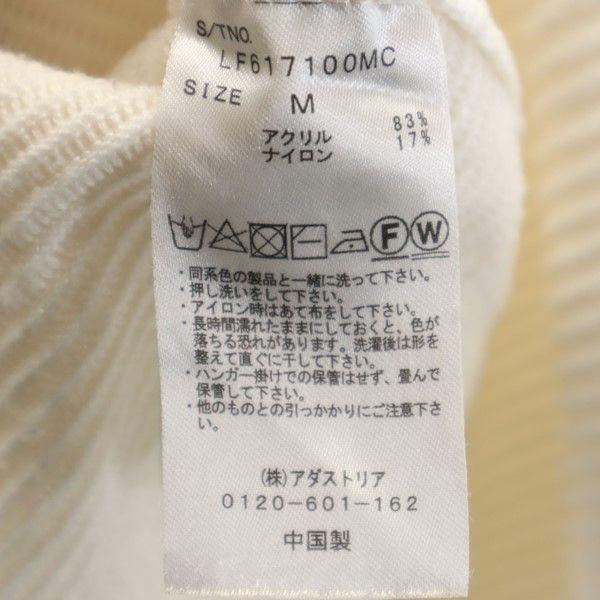 S/TNO.
LF617100MC
SIZE M
アクリル 83%
ナイロン 17%
F W
・同系色の製品と一緒に洗って下さい。
・押し洗いをして下さい。
・アイロン時はあて布をして下さい。
・長時間濡れたままにしておくと、色が
落ちる恐れがあります。洗濯後は形を
整えて直ぐに干して下さい。
・ハンガー掛けでの保管はせず、畳んで
保管して下さい。
・他のものとの引っかかりにご注意下さ
い。
(株)アダストリア
0120-601-162
中国製